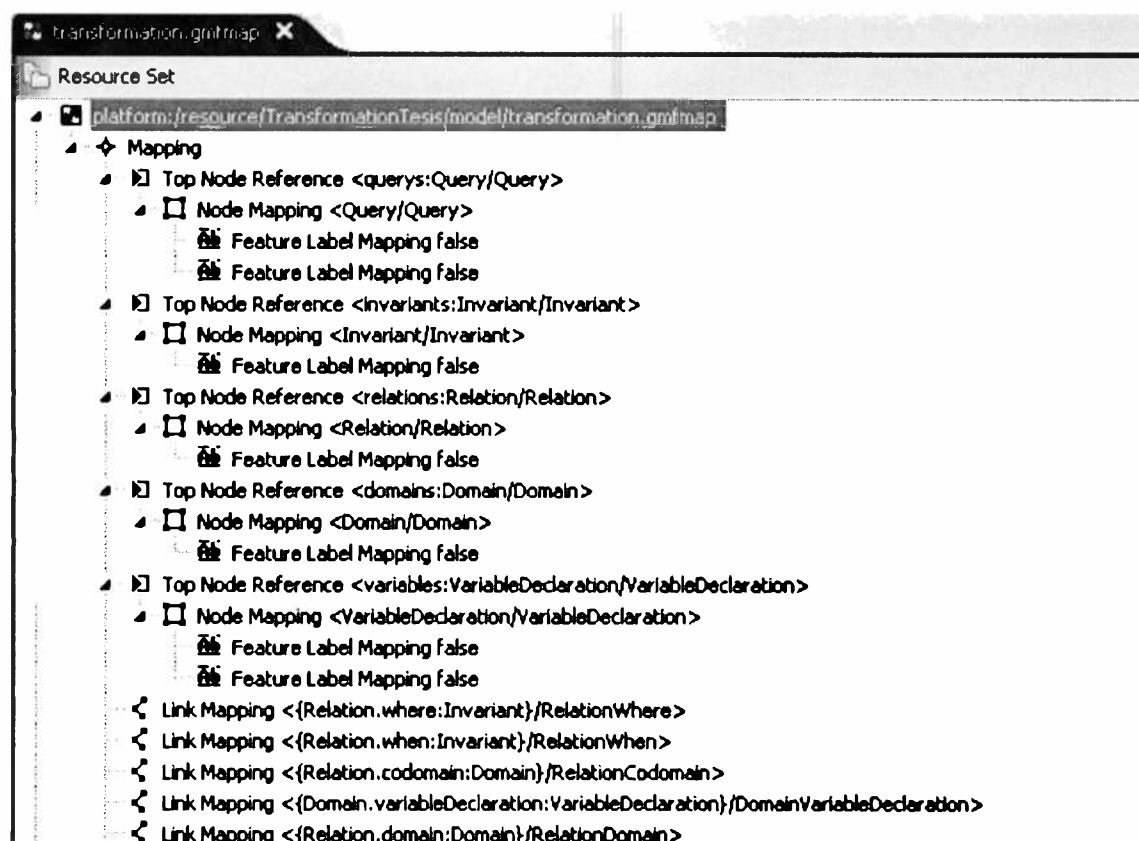 transformation.gmfmap
Resource Set
platform:/resource/TransformationTesis/model/transformation.gmfmap
Mapping
Top Node Reference <querys:Query/Query>
Node Mapping <Query/Query>
Feature Label Mapping false
Feature Label Mapping false
Top Node Reference <invariants:Invariant/Invariant>
Node Mapping <Invariant/Invariant>
Feature Label Mapping false
Top Node Reference <relations:Relation/Relation>
Node Mapping <Relation/Relation>
Feature Label Mapping false
Top Node Reference <domains:Domain/Domain>
Node Mapping <Domain/Domain>
Feature Label Mapping false
Top Node Reference <variables:VariableDeclaration/VariableDeclaration>
Node Mapping <VariableDeclaration/VariableDeclaration>
Feature Label Mapping false
Feature Label Mapping false
Link Mapping <{Relation.where:Invariant}/RelationWhere>
Link Mapping <{Relation.when:Invariant}/RelationWhen>
Link Mapping <{Relation.codomain:Domain}/RelationCodomain>
Link Mapping <{Domain.variableDeclaration:VariableDeclaration}/DomainVariableDeclaration>
Link Mapping <{Relation.domain:Domain}/RelationDomain>